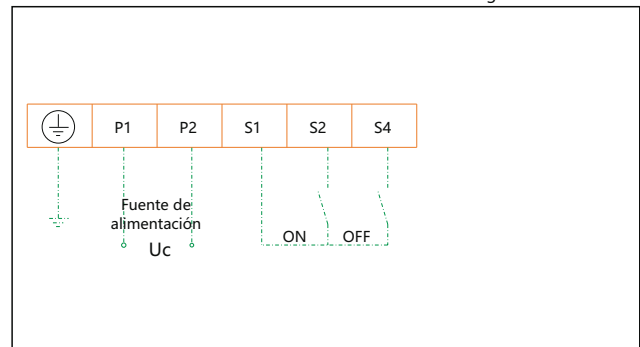 P1 P2 S1 S2 S4
Fuente de
alimentación
Uc
ON OFF